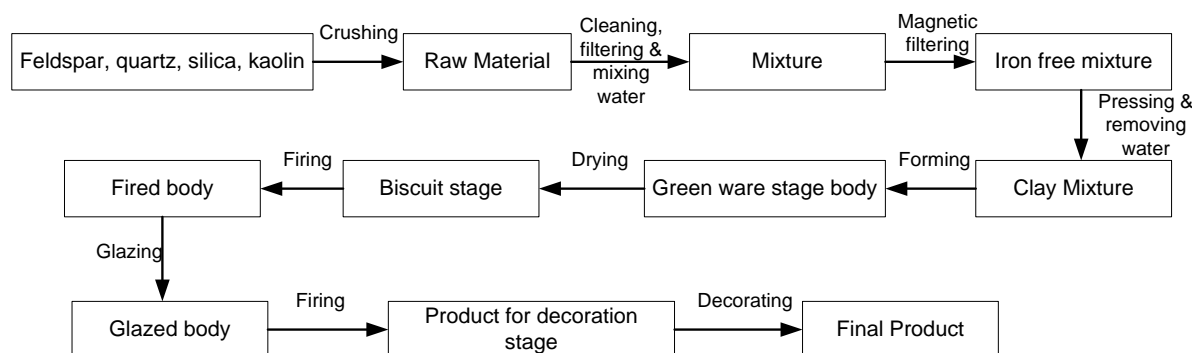 Feldspar, quartz, silica, kaolin
Crushing
Raw Material
Cleaning,
filtering &
mixing
water
Mixture
Magnetic
filtering
Iron free mixture
Pressing &
removing
water
Clay Mixture
Forming
Green ware stage body
Drying
Biscuit stage
Firing
Fired body
Glazing
Glazed body
Firing
Product for decoration
stage
Decorating
Final Product